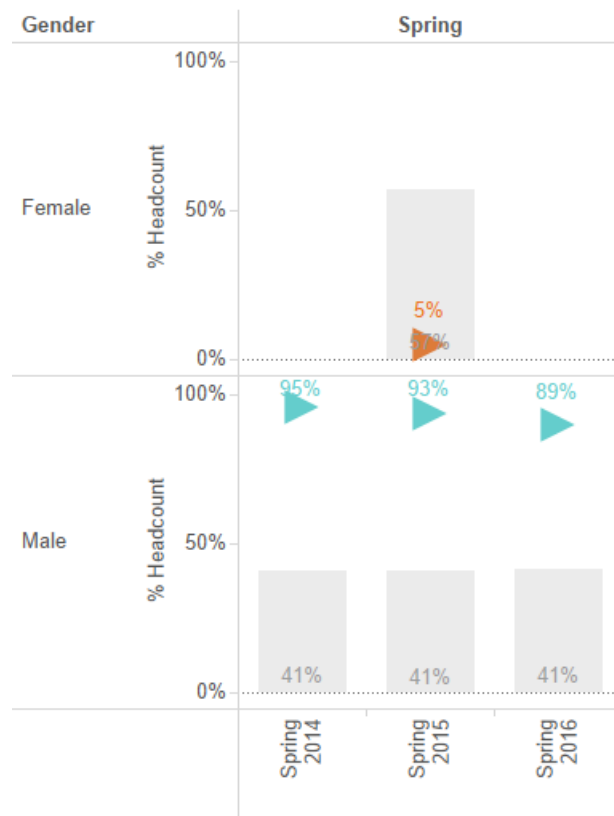 Gender Spring
100%
% Headcount
Female
50%
5%
57%
0%
100%
95% 93% 89%
% Headcount
Male
50%
41% 41% 41%
0%
Spring 2014
Spring 2015
Spring 2016